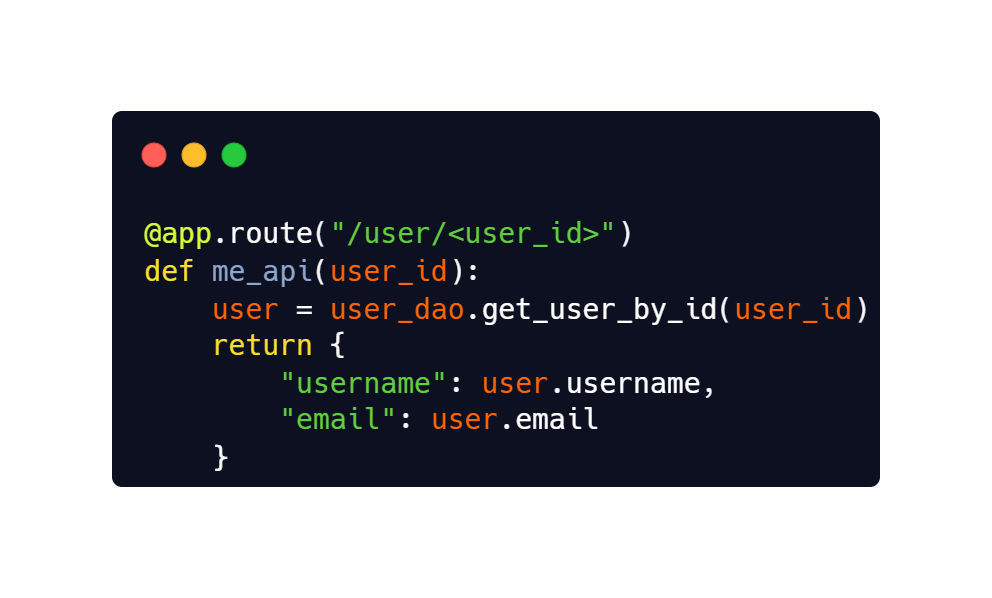 @app.route("/user/<user_id>")
def me_api(user_id):
    user = user_dao.get_user_by_id(user_id)
    return {
        "username": user.username,
        "email": user.email
    }